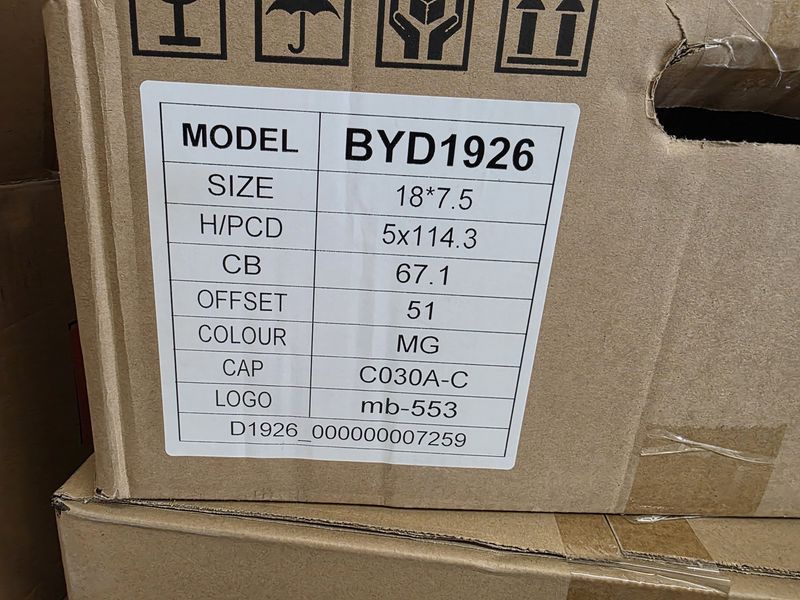 MODEL BYD1926
SIZE 18*7.5
H/PCD 5x114.3
CB 67.1
OFFSET 51
COLOUR MG
CAP C030A-C
LOGO mb-553
D1926_000000007259